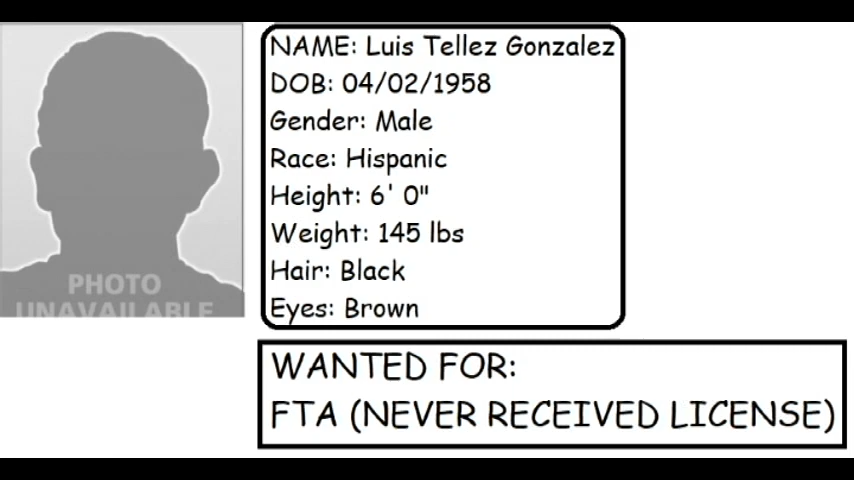 NAME: Luis Tellez Gonzalez
DOB: 04/02/1958
Gender: Male
Race: Hispanic
Height: 6' 0"
Weight: 145 lbs
Hair: Black
Eyes: Brown
PHOTO
UNAVAILABLE
WANTED FOR:
FTA (NEVER RECEIVED LICENSE)